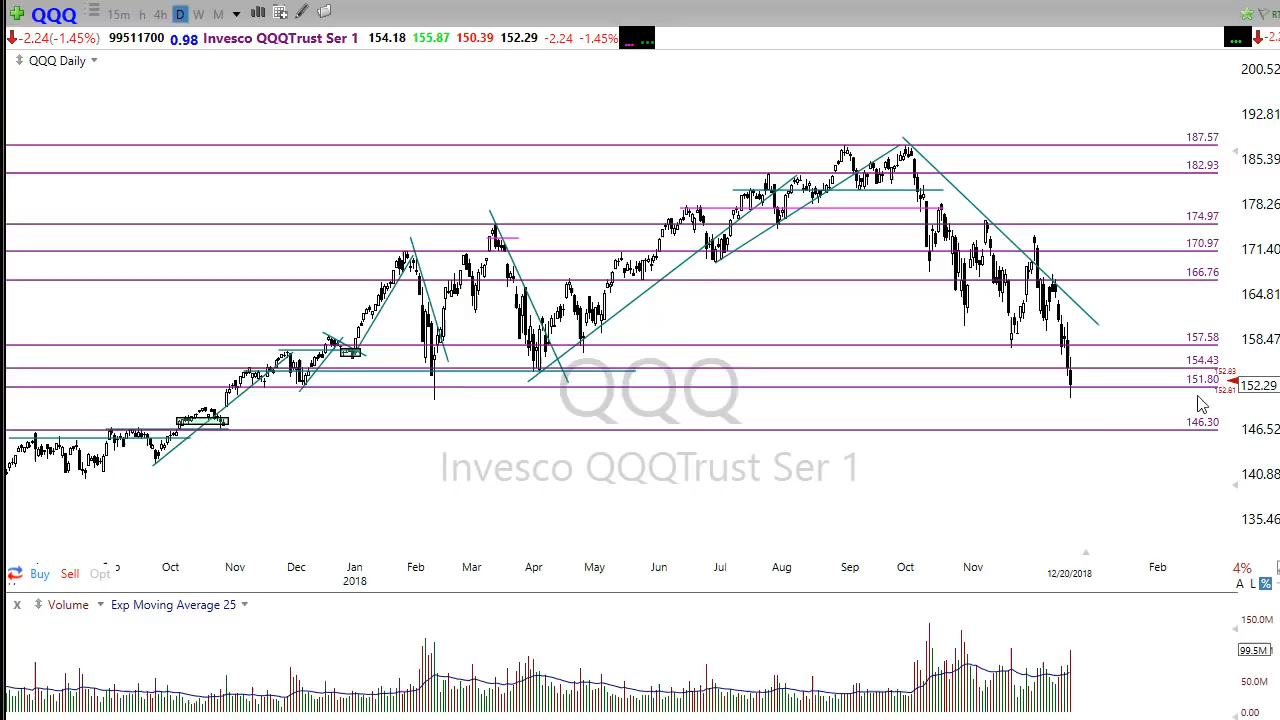 QQQ 15m h 4h D W M
-2.24(-1.45%) 99511700 0.98 Invesco QQQTrust Ser 1 154.18 155.87 150.39 152.29 -2.24 -1.45%
QQQ Daily
200.52
192.81
187.57
185.39
182.93
178.26
174.97
171.40
170.97
166.76
164.81
157.58
158.47
154.43
152.83
151.80
152.29
152.81
146.30
146.52
140.88
135.46
QQQ
Invesco QQQTrust Ser 1
Oct Nov Dec Jan Feb Mar Apr May Jun Jul Aug Sep Oct Nov 12/20/2018 Feb
2018
4%
Buy Sell Opt
A L %
X Volume Exp Moving Average 25
150.0M
99.5M
50.0M
0.00